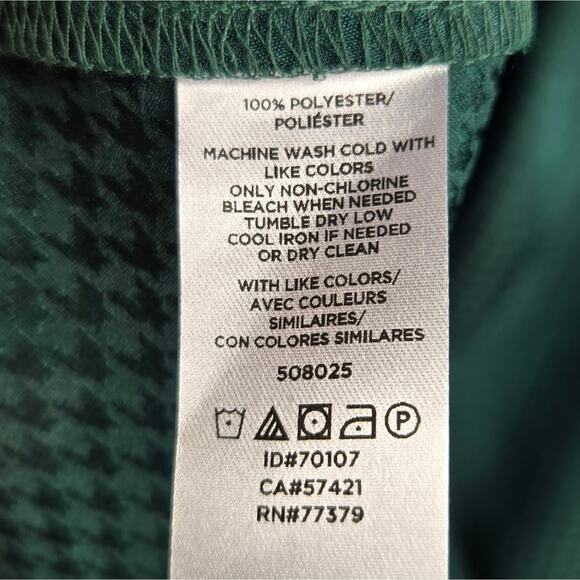 100% POLYESTER/
POLIÉSTER
MACHINE WASH COLD WITH
LIKE COLORS
ONLY NON-CHLORINE
BLEACH WHEN NEEDED
TUMBLE DRY LOW
COOL IRON IF NEEDED
OR DRY CLEAN
WITH LIKE COLORS/
AVEC COULEURS
SIMILAIRES/
CON COLORES SIMILARES
508025
P
ID#70107
CA#57421
RN#77379